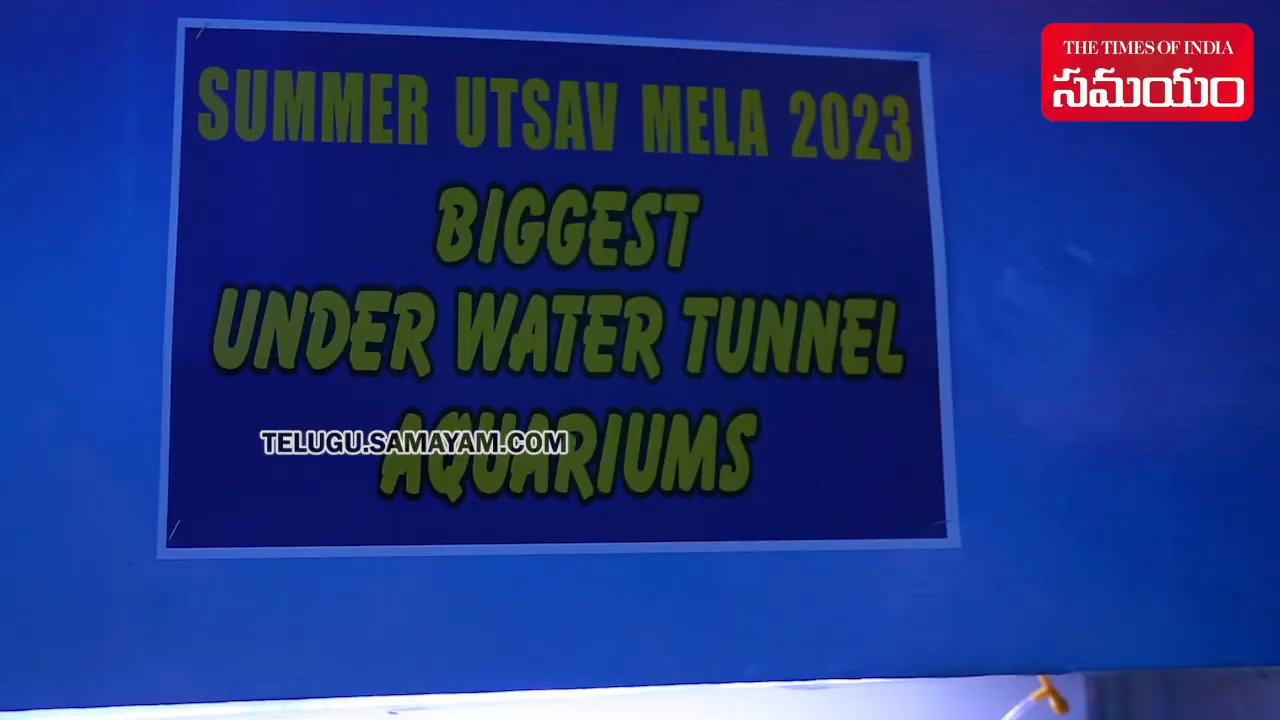 THE TIMES OF INDIA
సమయం
SUMMER UTSAV MELA 2023
BIGGEST
UNDER WATER TUNNEL
AQUARIUMS
TELUGU.SAMAYAM.COM